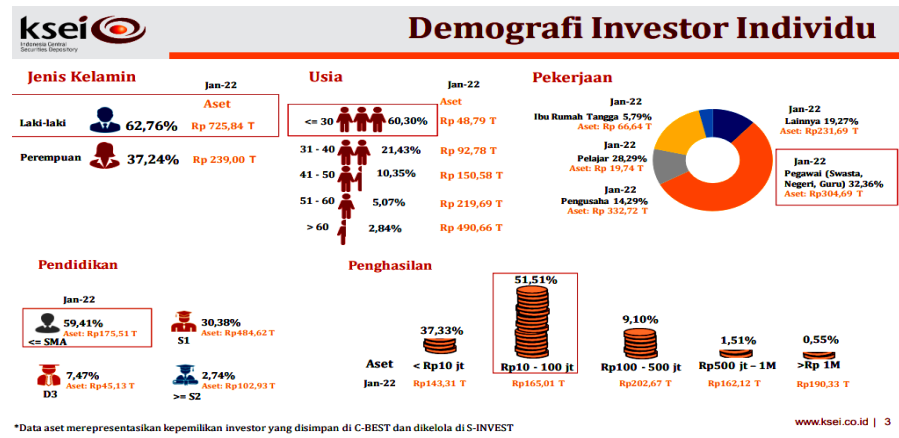 ksei
Indonesia Central
Securities Depository
Demografi Investor Individu
Jenis Kelamin
Jan-22
Aset
Laki-laki 62,76% Rp 725,84 T
Perempuan 37,24% Rp 239,00 T
Usia
Jan-22
Aset
<= 30 60,30% Rp 48,79 T
31 - 40 21,43% Rp 92,78 T
41 - 50 10,35% Rp 150,58 T
51 - 60 5,07% Rp 219,69 T
> 60 2,84% Rp 490,66 T
Pekerjaan
Jan-22
Ibu Rumah Tangga 5,79%
Aset: Rp 66,64 T
Jan-22
Pelajar 28,29%
Aset: Rp 19,74 T
Jan-22
Pengusaha 14,29%
Aset: Rp 332,72 T
Jan-22
Lainnya 19,27%
Aset: Rp231,69 T
Jan-22
Pegawai (Swasta,
Negeri, Guru) 32,36%
Aset: Rp304,69 T
Pendidikan
Jan-22
59,41%
Aset: Rp175,51 T
<= SMA
30,38%
Aset: Rp484,62 T
S1
7,47%
Aset: Rp45,13 T
D3
2,74%
Aset: Rp102,93 T
>= S2
Penghasilan
37,33% 51,51% 9,10% 1,51% 0,55%
Aset < Rp10 jt Rp10 - 100 jt Rp100 - 500 jt Rp500 jt – 1M >Rp 1M
Jan-22 Rp143,31 T Rp165,01 T Rp202,67 T Rp162,12 T Rp190,33 T
*Data aset merepresentasikan kepemilikan investor yang disimpan di C-BEST dan dikelola di S-INVEST
www.ksei.co.id | 3